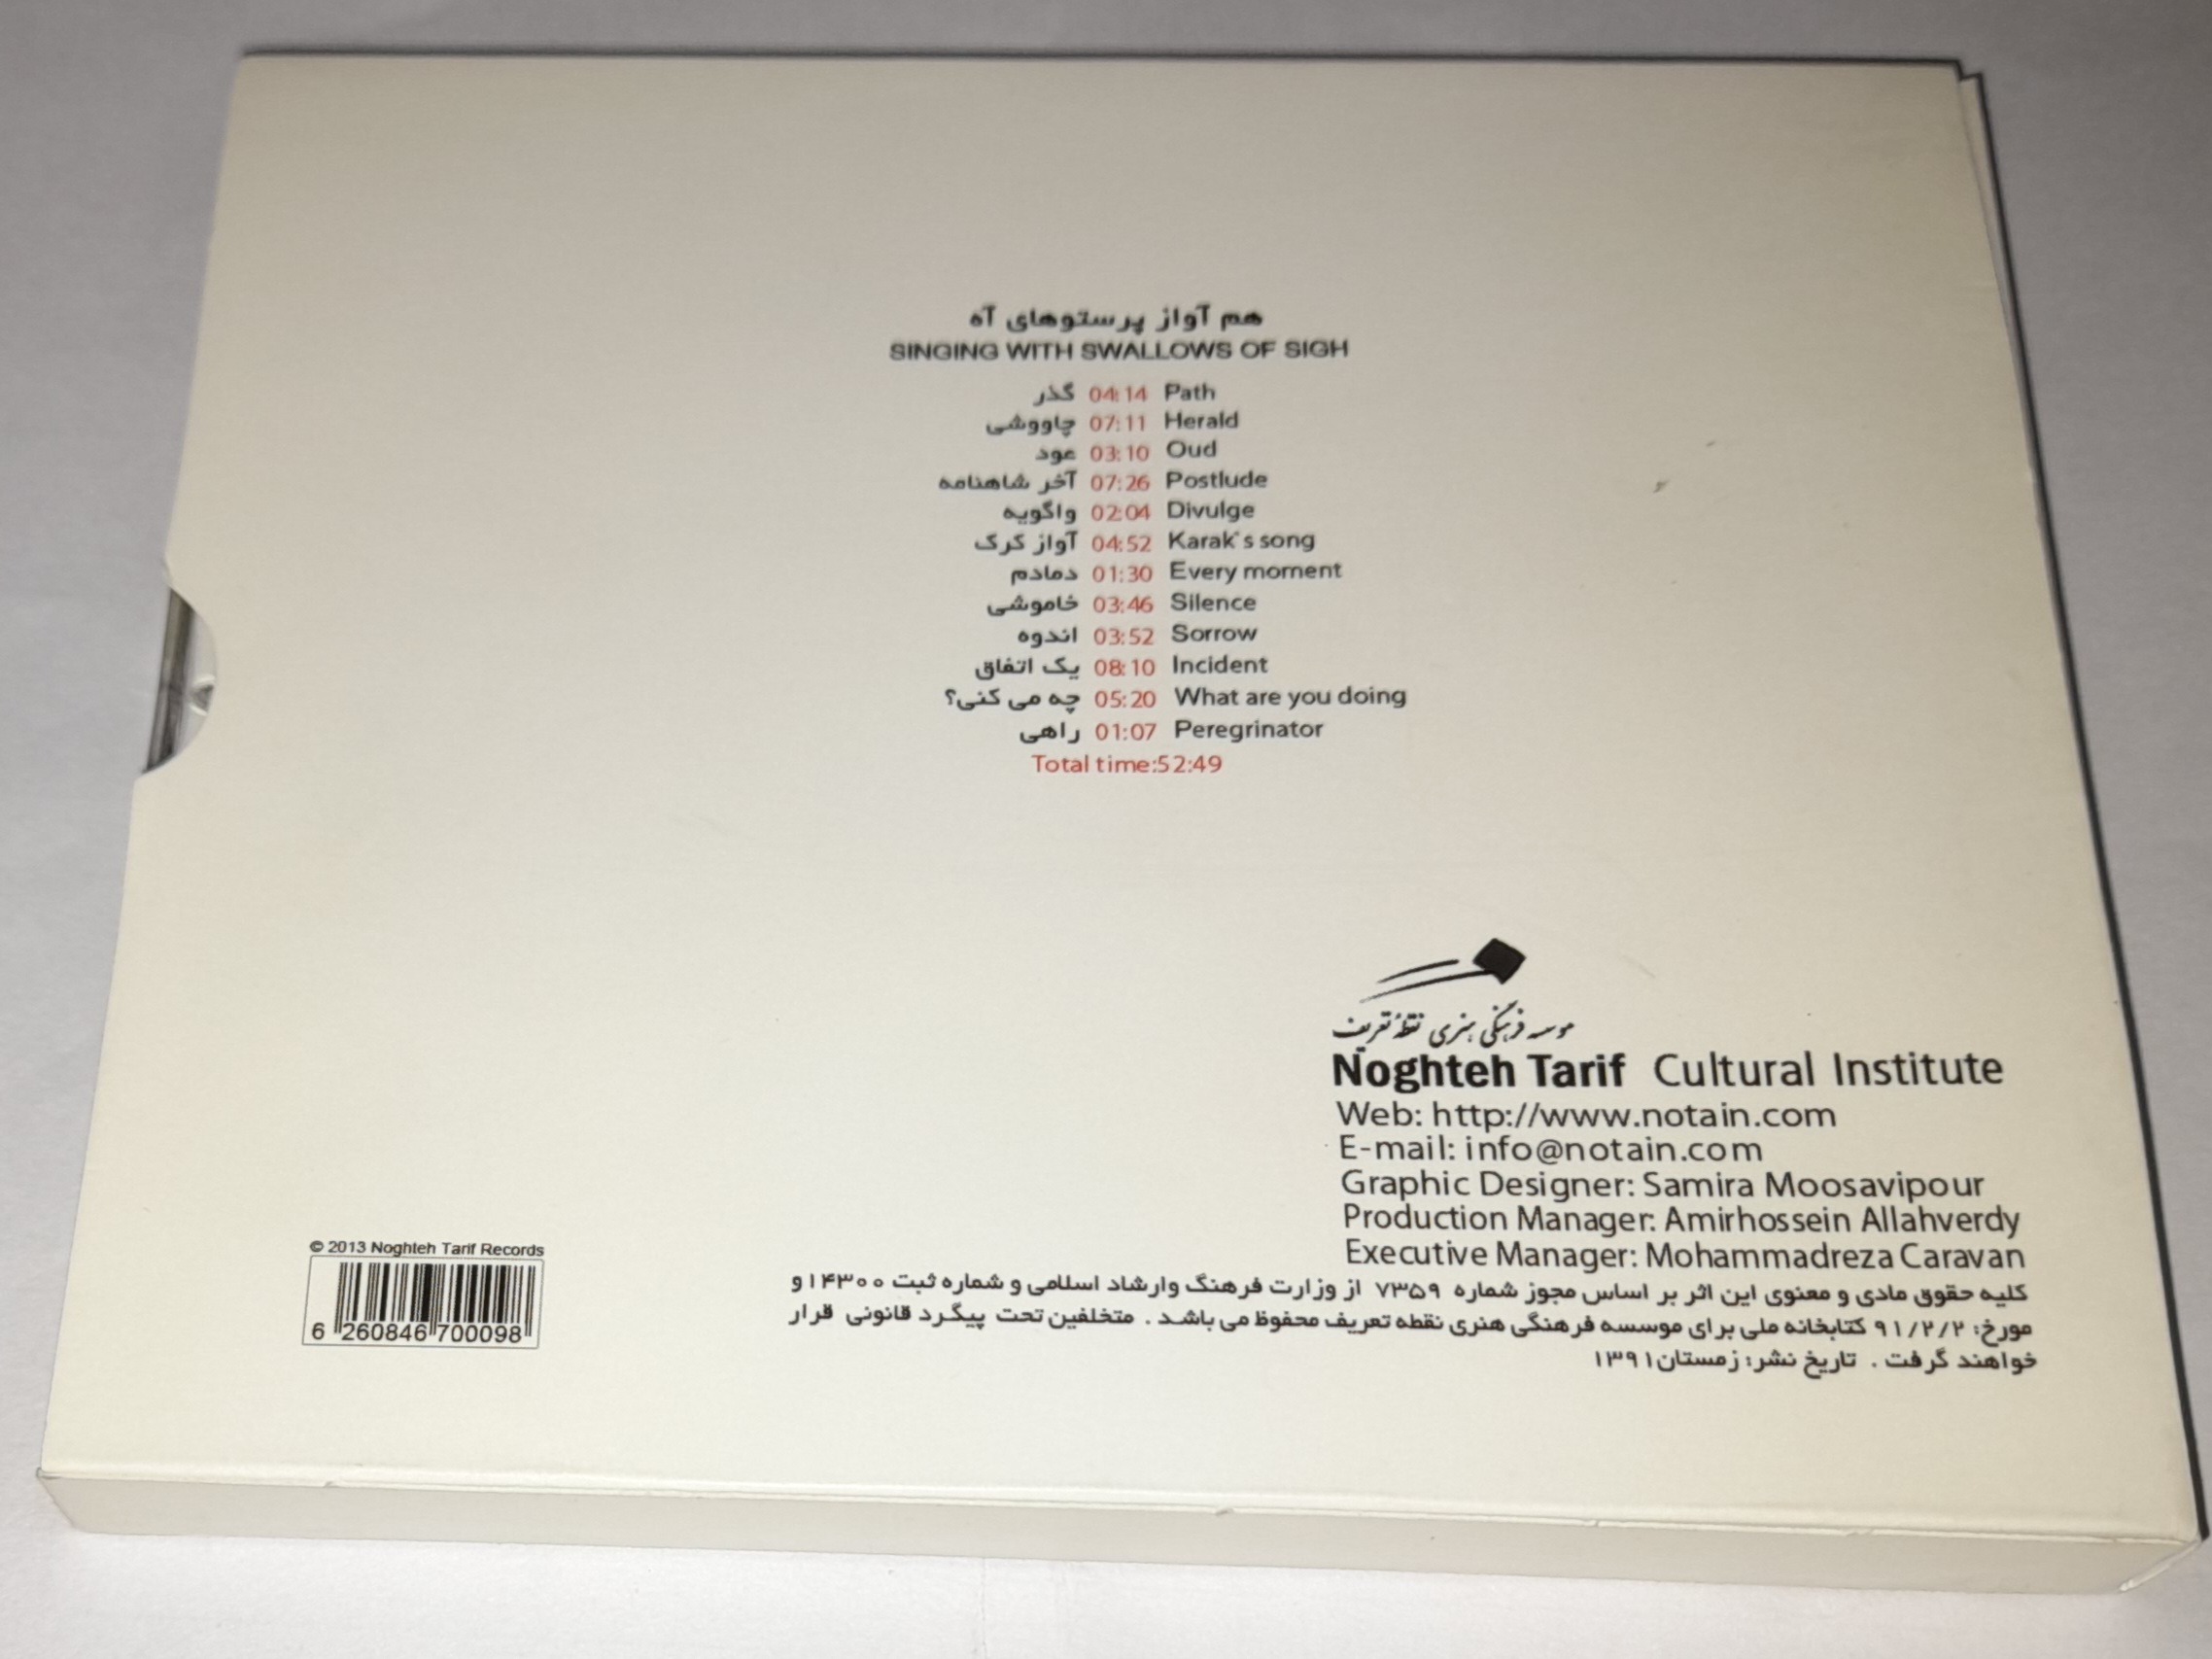 هم آواز پرستوهای آه
SINGING WITH SWALLOWS OF SIGH
گذر 04:14 Path
چاووشی 07:11 Herald
عود 03:10 Oud
آخر شاهنامه 07:26 Postlude
واگویه 02:04 Divulge
آواز کرک 04:52 Karak's song
دمادم 01:30 Every moment
خاموشی 03:46 Silence
اندوه 03:52 Sorrow
یک اتفاق 08:10 Incident
چه می کنی؟ 05:20 What are you doing
راهی 01:07 Peregrinator
Total time:52:49
موسسه فرهنگی هنری نقطه تعریف
Noghteh Tarif Cultural Institute
Web: http://www.notain.com
E-mail: info@notain.com
Graphic Designer: Samira Moosavipour
Production Manager: Amirhossein Allahverdy
Executive Manager: Mohammadreza Caravan
کلیه حقوق مادی و معنوی این اثر بر اساس مجوز شماره ۷۳۵۹ از وزارت فرهنگ وارشاد اسلامی و شماره ثبت ۱۴۳۰۰و
مورخ: ۹۱/۲/۲ کتابخانه ملی برای موسسه فرهنگی هنری نقطه تعریف محفوظ می باشد . متخلفین تحت پیگرد قانونی قرار
خواهند گرفت . تاریخ نشر: زمستان۱۳۹۱
© 2013 Noghteh Tarif Records
6 260846 700098